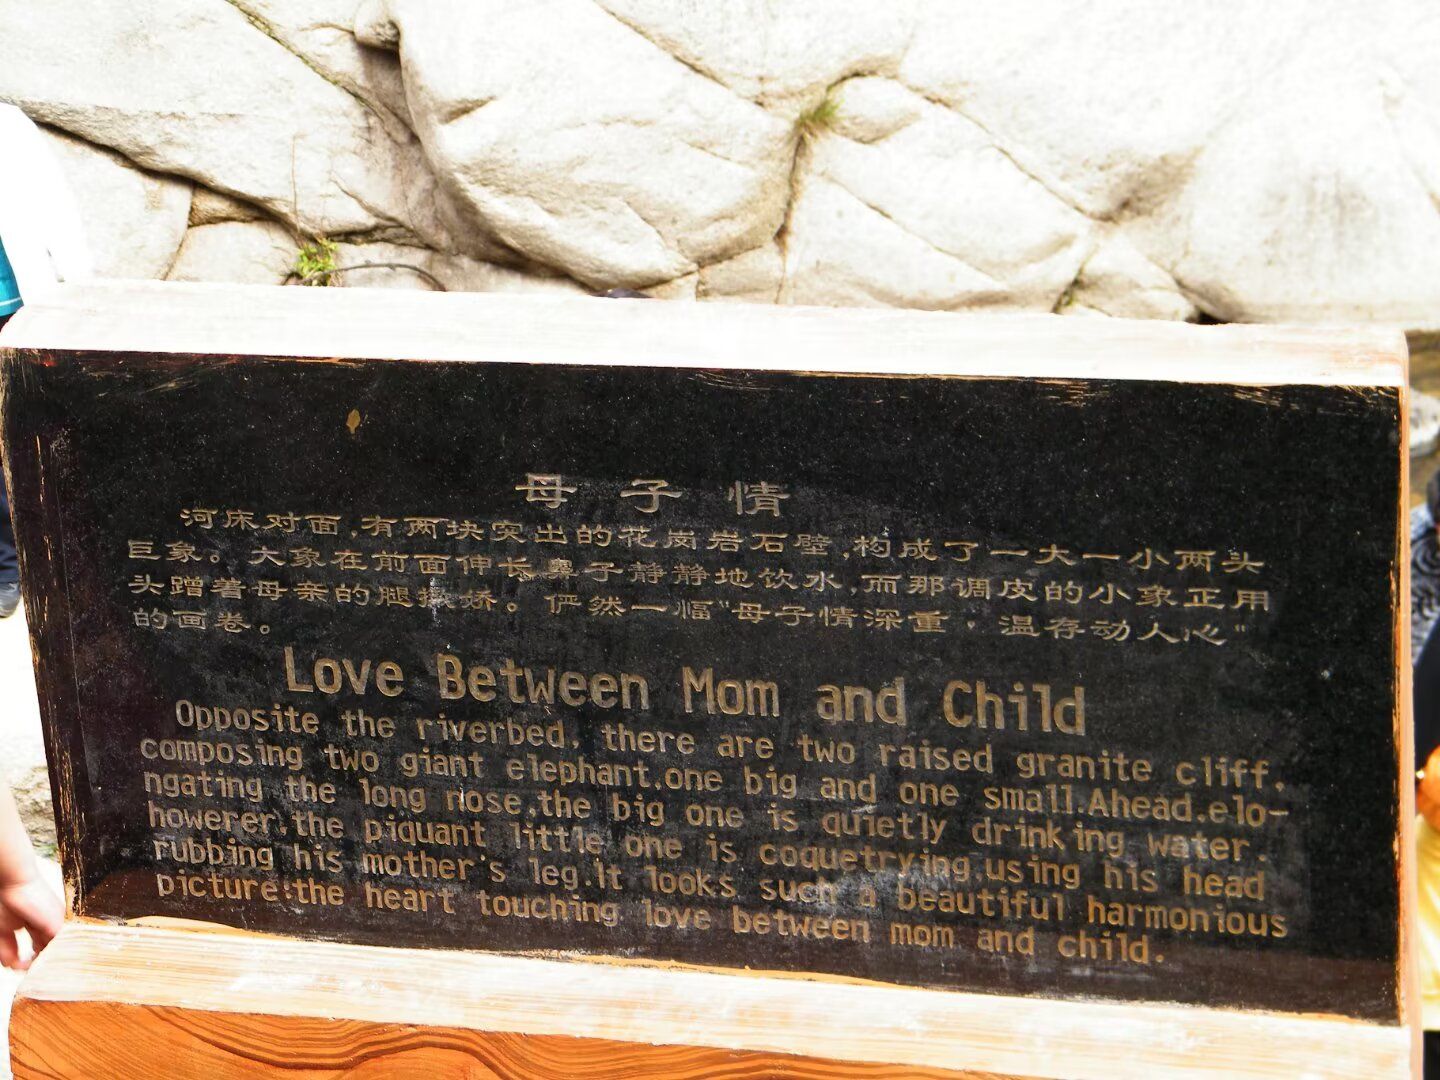 母子情
河床对面,有两块突出的花岗岩石壁,构成了一大一小两头
巨象。大象在前面伸长鼻子静静地饮水,而那调皮的小象正用
头蹭着母亲的腿撒娇。俨然一幅"母子情深重,温存动人心"
的画卷。
Love Between Mom and Child
Opposite the riverbed, there are two raised granite cliff,
composing two giant elephant,one big and one small.Ahead,elo-
ngating the long nose,the big one is quietly drinking water.
howerer,the piquant little one is coquetrying,using his head
rubbing his mother's leg.It looks such a beautiful harmonious
picture:the heart touching love between mom and child.